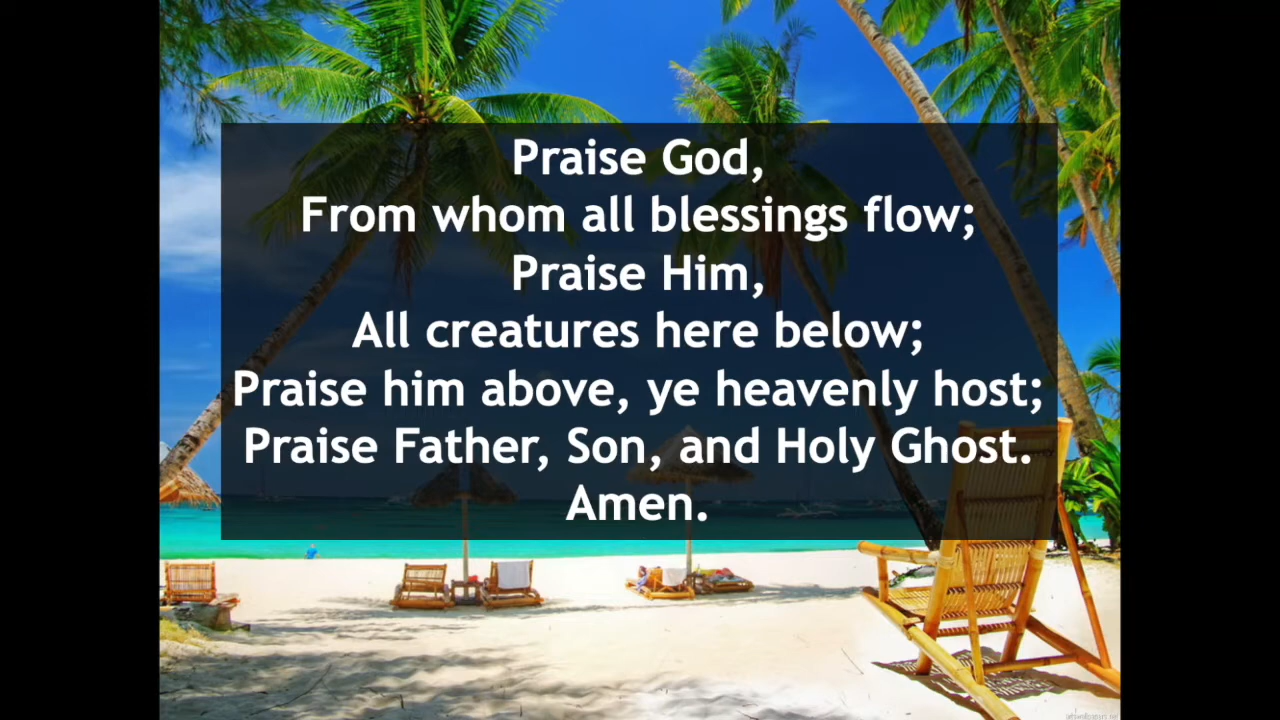 Praise God,
From whom all blessings flow;
Praise Him,
All creatures here below;
Praise him above, ye heavenly host;
Praise Father, Son, and Holy Ghost.
Amen.